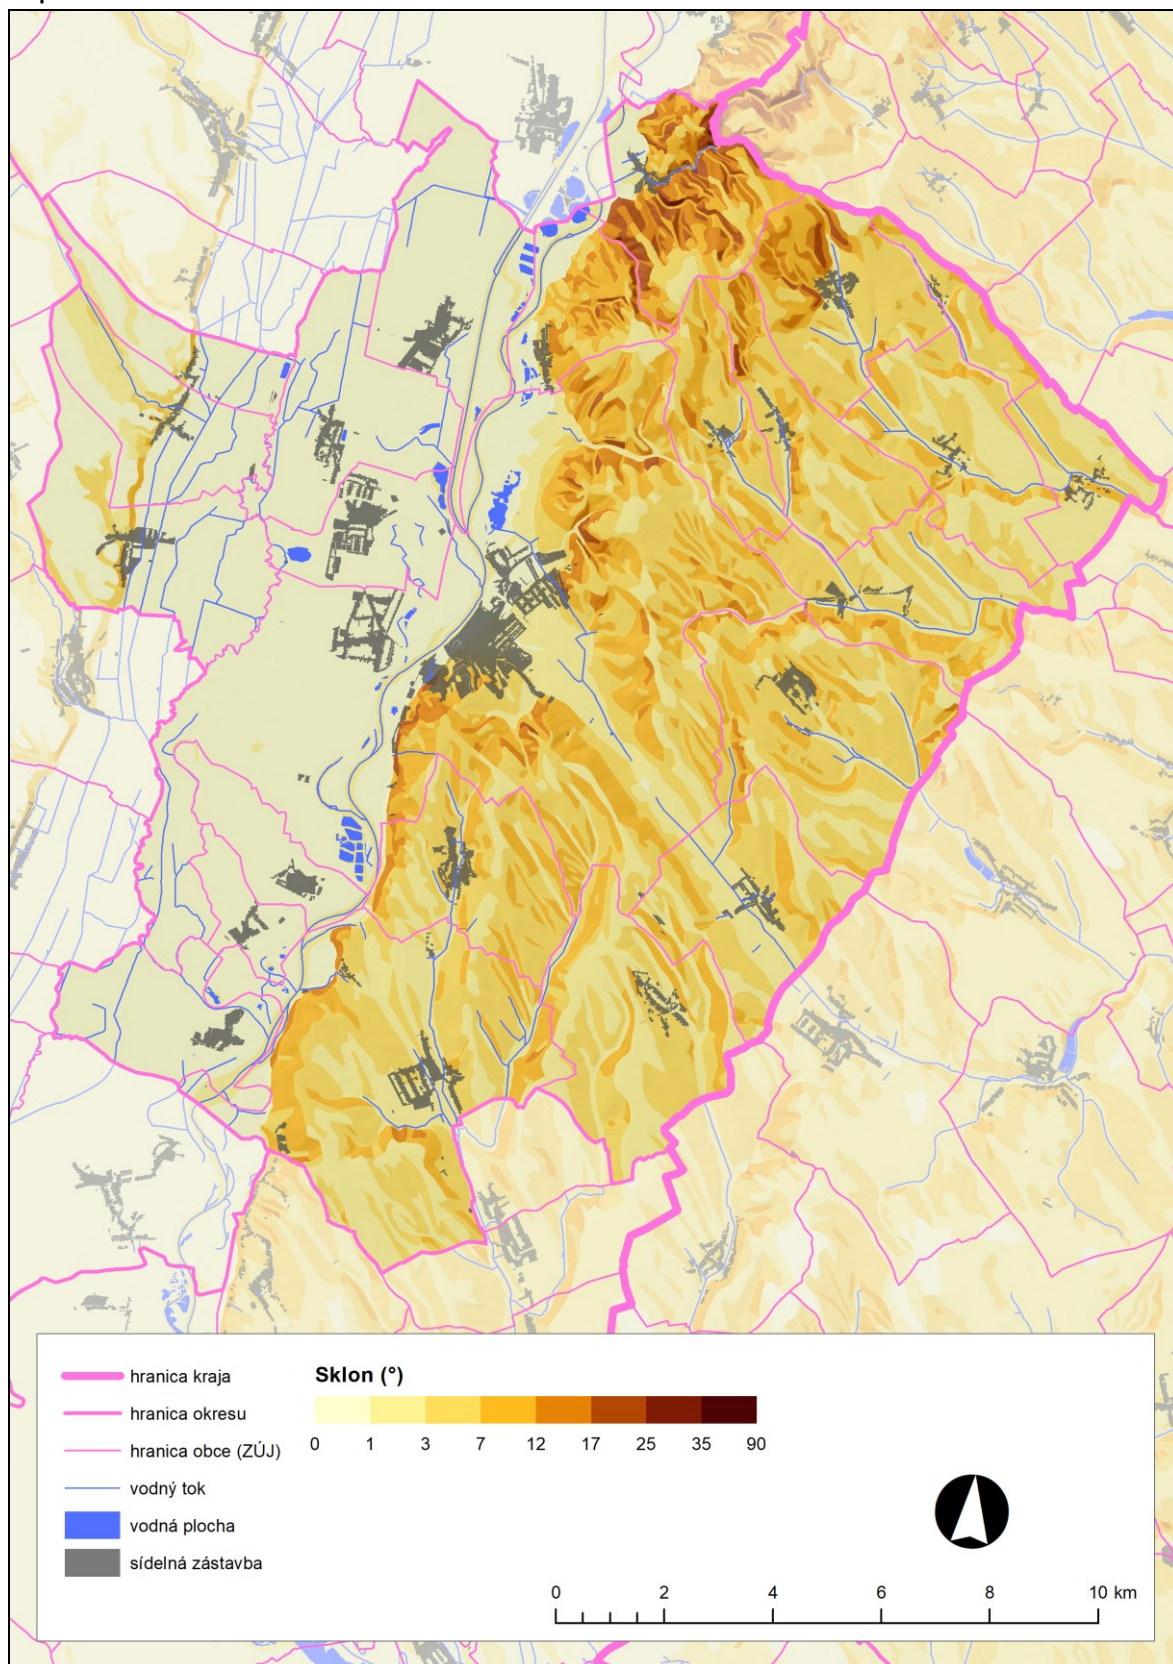 hranica kraja
hranica okresu
hranica obce (ZÚJ)
vodný tok
vodná plocha
sídelná zástavba
Sklon (°)
0 1 3 7 12 17 25 35 90
0 2 4 6 8 10 km